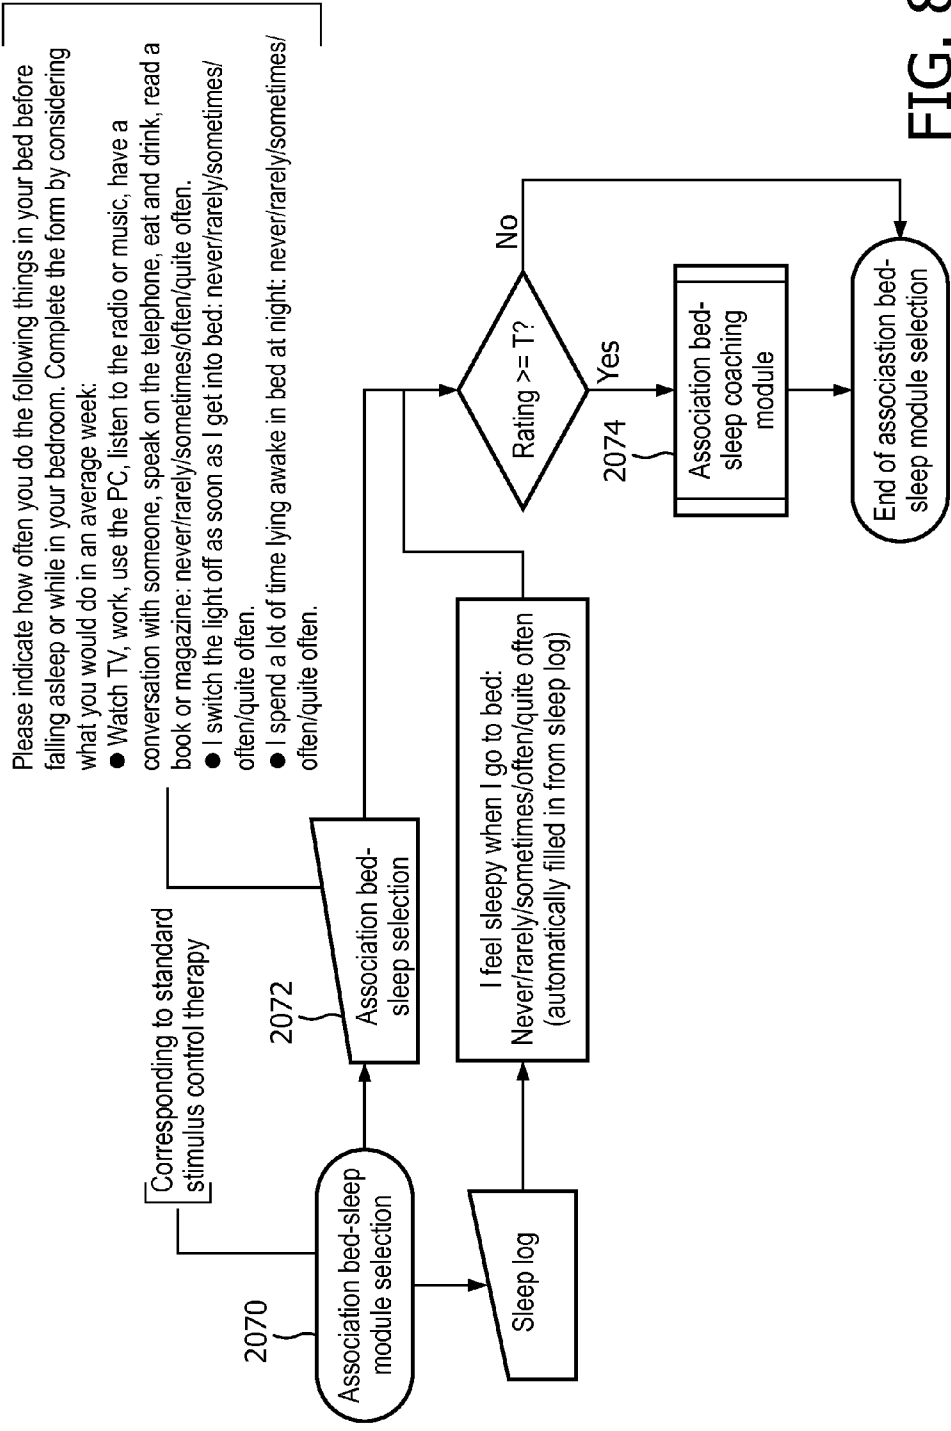 Please indicate how often you do the following things in your bed before
falling asleep or while in your bedroom. Complete the form by considering
what you would do in an average week:
● Watch TV, work, use the PC, listen to the radio or music, have a
conversation with someone, speak on the telephone, eat and drink, read a
book or magazine: never/rarely/sometimes/often/quite often.
● I switch the light off as soon as I get into bed: never/rarely/sometimes/
often/quite often.
● I spend a lot of time lying awake in bed at night: never/rarely/sometimes/
often/quite often.
Corresponding to standard
stimulus control therapy
2070
Association bed-sleep
module selection
2072
Association bed-
sleep selection
Sleep log
I feel sleepy when I go to bed:
Never/rarely/sometimes/often/quite often
(automatically filled in from sleep log)
Rating >= T?
No
Yes
2074
Association bed-
sleep coaching
module
End of associastion bed-
sleep module selection
FIG. 8